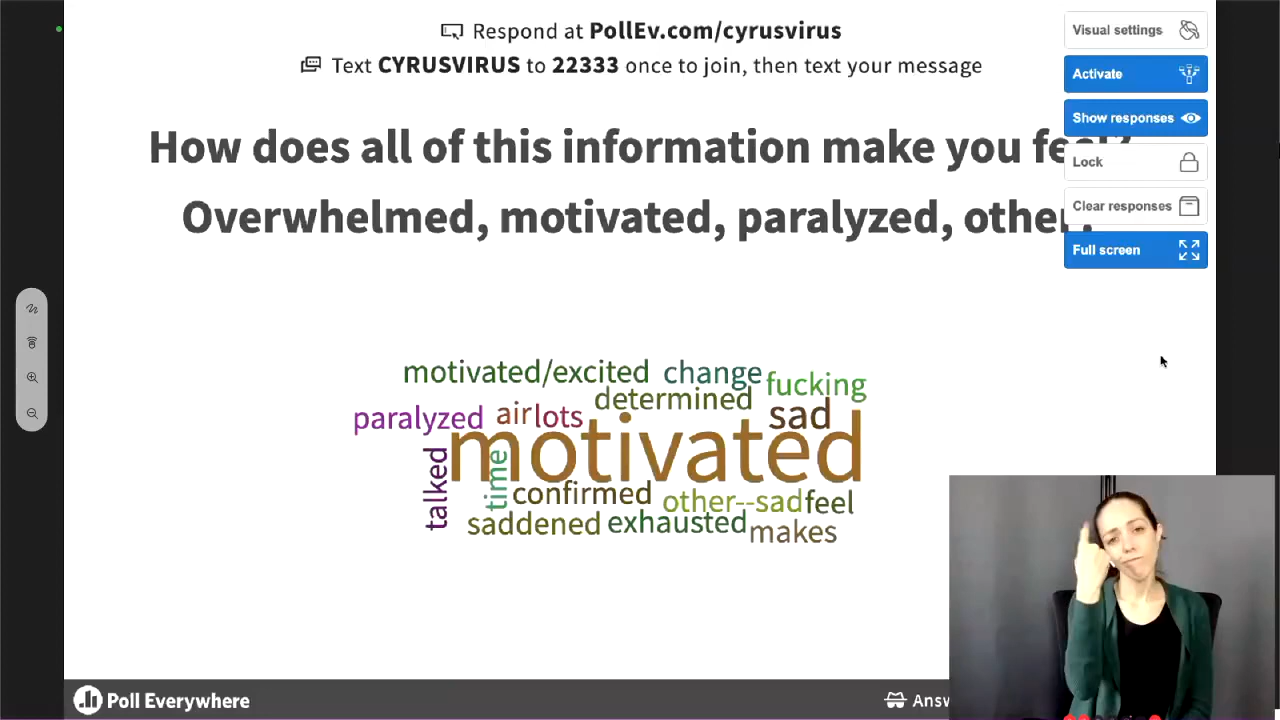 Respond at PollEv.com/cyrusvirus
Text CYRUSVIRUS to 22333 once to join, then text your message
Visual settings
Activate
Show responses
Lock
Clear responses
Full screen
How does all of this information make you feel?
Overwhelmed, motivated, paralyzed, other?
motivated/excited change fucking
determined
paralyzed air lots sad
motivated
talked
time
confirmed other--sad feel
saddened exhausted makes
Poll Everywhere